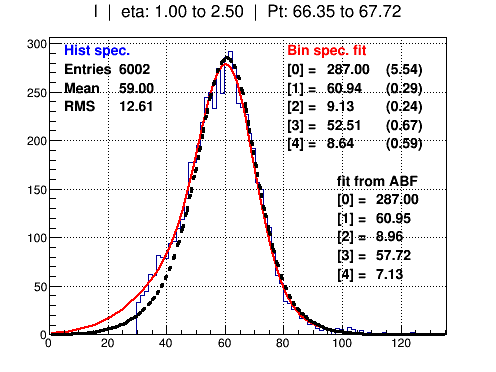 I | eta: 1.00 to 2.50 | Pt: 66.35 to 67.72
Hist spec.
Entries 6002
Mean 59.00
RMS 12.61
Bin spec. fit
[0] = 287.00 (5.54)
[1] = 60.94 (0.29)
[2] = 9.13 (0.24)
[3] = 52.51 (0.67)
[4] = 8.64 (0.59)
fit from ABF
[0] = 287.00
[1] = 60.95
[2] = 8.96
[3] = 57.72
[4] = 7.13
300
250
200
150
100
50
0
0 20 40 60 80 100 120